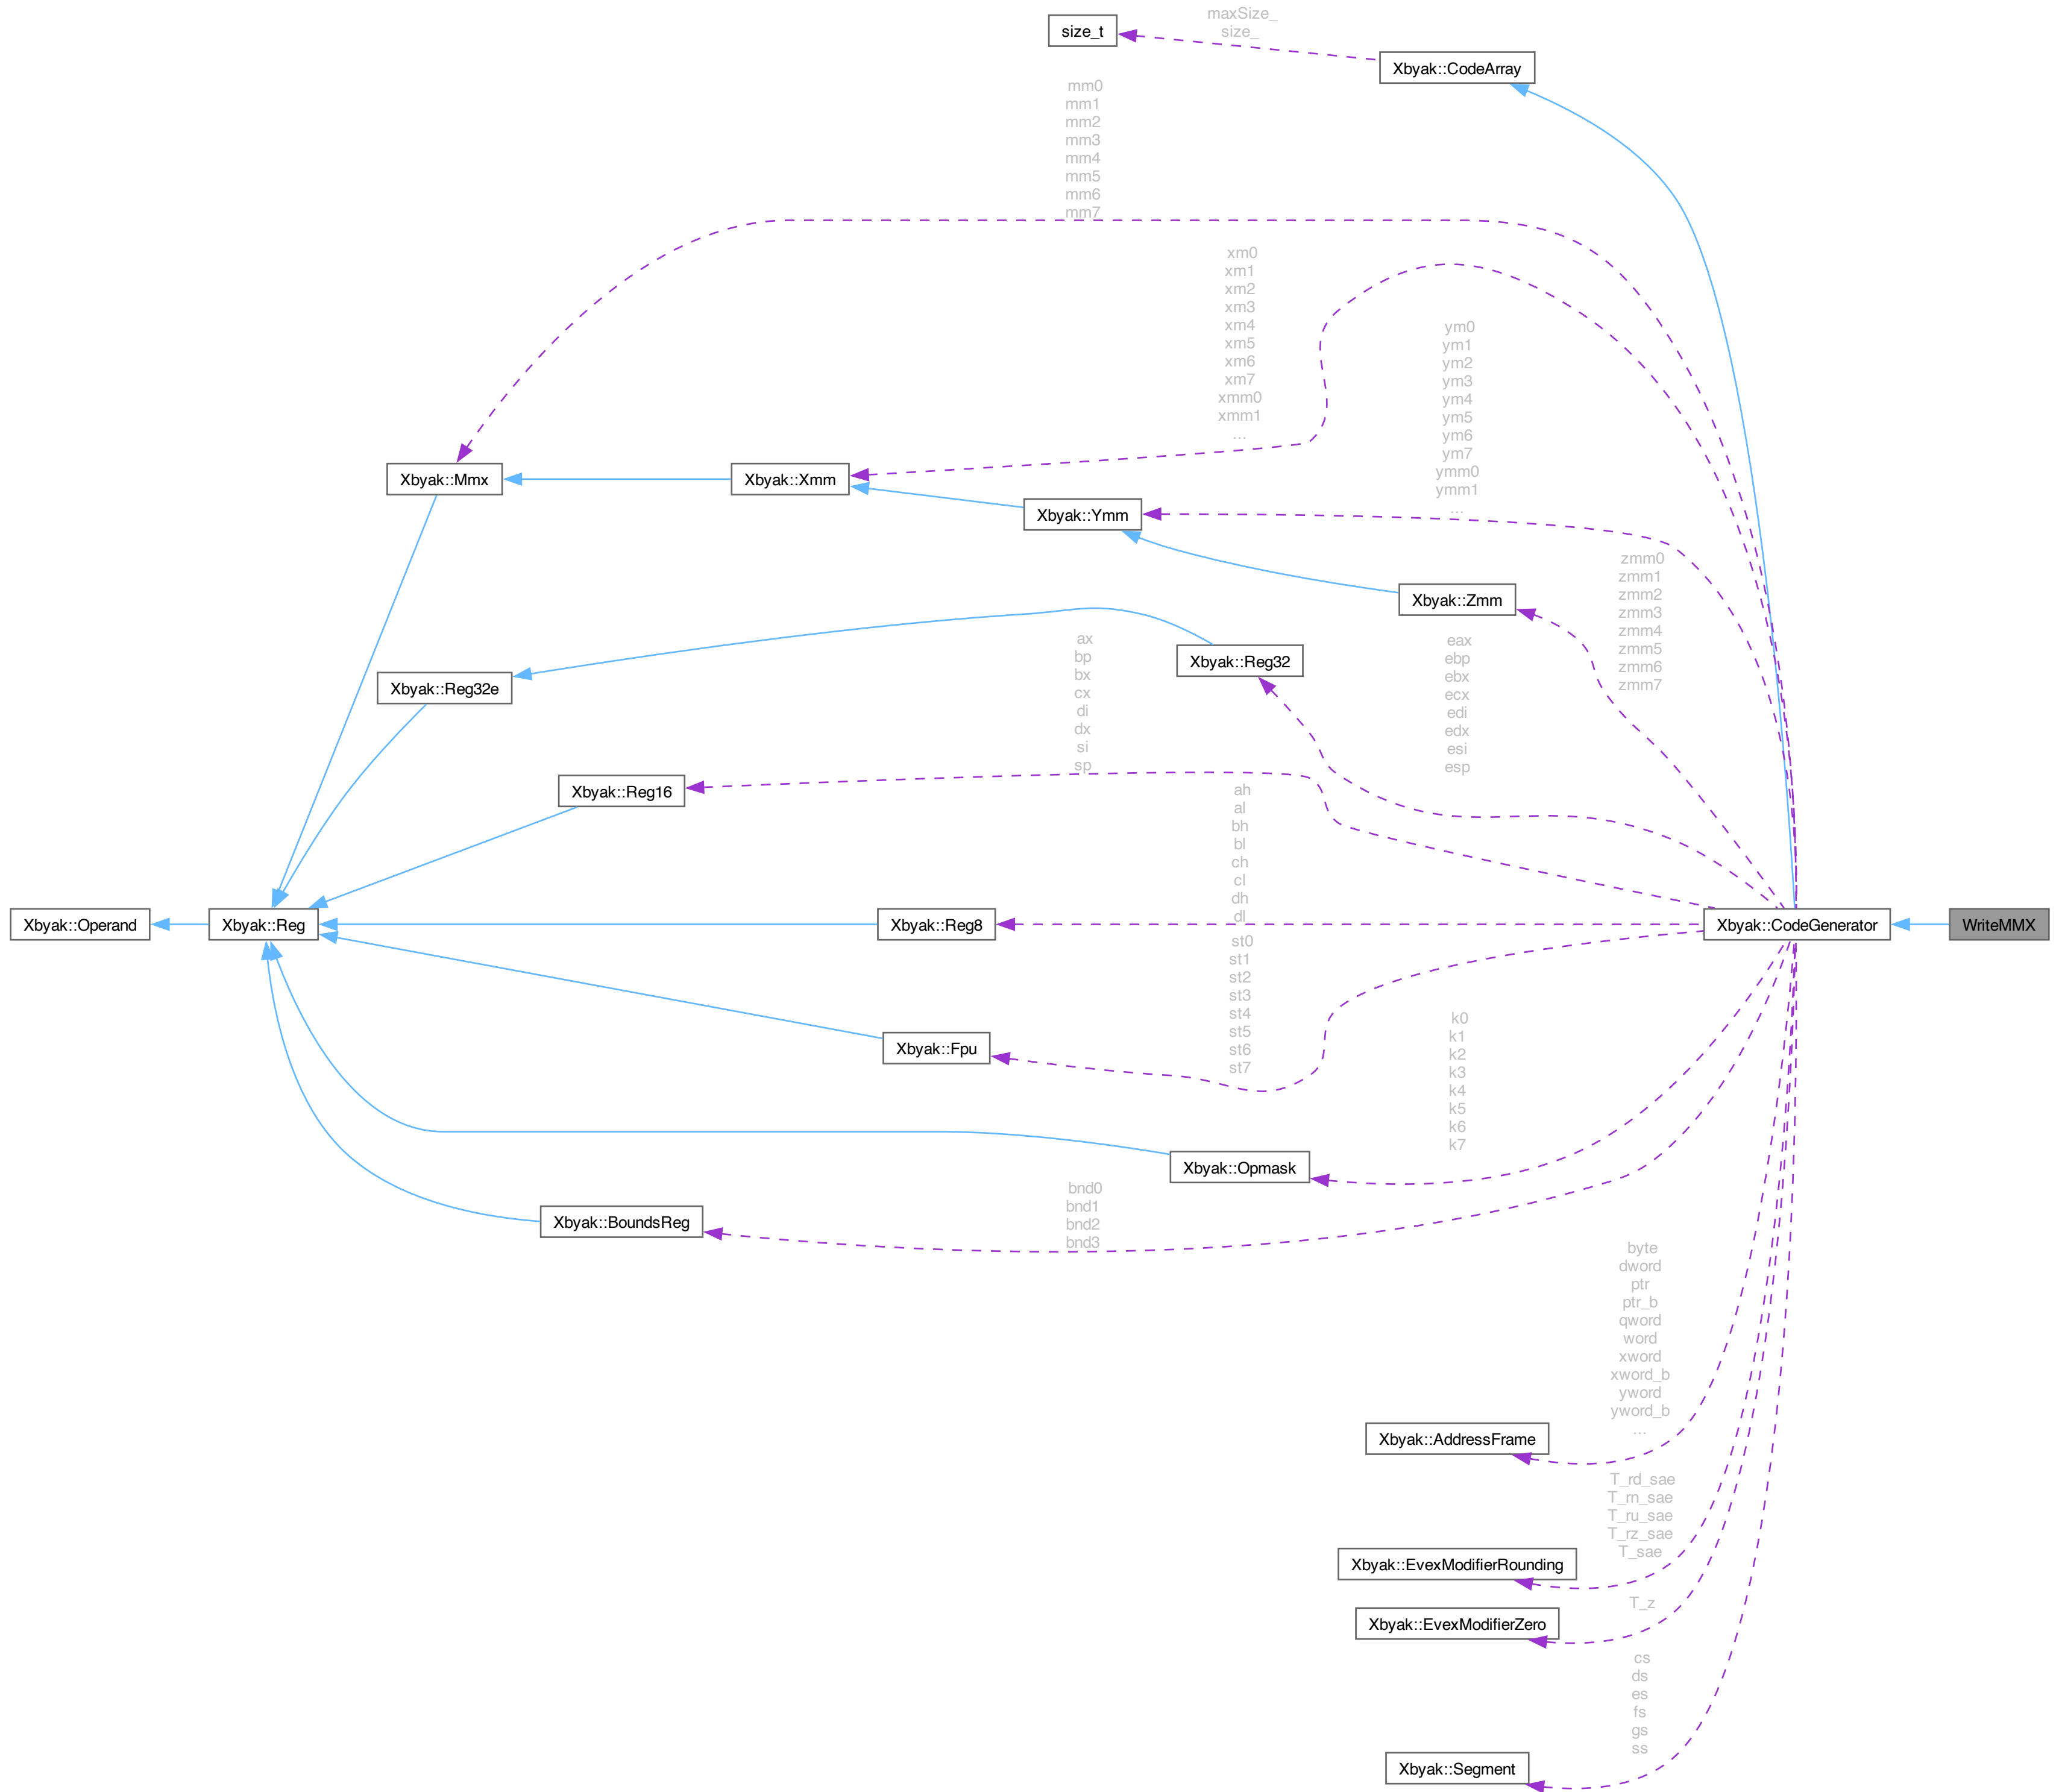 maxSize_
size_
size_t
Xbyak::CodeArray
mm0
mm1
mm2
mm3
mm4
mm5
mm6
mm7
xm0
xm1
xm2
xm3
xm4
xm5
xm6
xm7
xmm0
xmm1
...
ym0
ym1
ym2
ym3
ym4
ym5
ym6
ym7
ymm0
ymm1
...
Xbyak::Mmx
Xbyak::Xmm
Xbyak::Ymm
zmm0
zmm1
zmm2
zmm3
zmm4
zmm5
zmm6
zmm7
Xbyak::Zmm
ax
bp
bx
cx
di
dx
si
sp
eax
ebp
ebx
ecx
edi
edx
esi
esp
Xbyak::Reg32
Xbyak::Reg32e
Xbyak::Reg16
ah
al
bh
bl
ch
cl
dh
dl
Xbyak::Operand
Xbyak::Reg
Xbyak::Reg8
Xbyak::CodeGenerator
WriteMMX
st0
st1
st2
st3
st4
st5
st6
st7
Xbyak::Fpu
k0
k1
k2
k3
k4
k5
k6
k7
Xbyak::Opmask
bnd0
bnd1
bnd2
bnd3
Xbyak::BoundsReg
byte
dword
ptr
ptr_b
qword
word
xword
xword_b
yword
yword_b
...
Xbyak::AddressFrame
T_rd_sae
T_rn_sae
T_ru_sae
T_rz_sae
T_sae
Xbyak::EvexModifierRounding
T_z
Xbyak::EvexModifierZero
cs
ds
es
fs
gs
ss
Xbyak::Segment